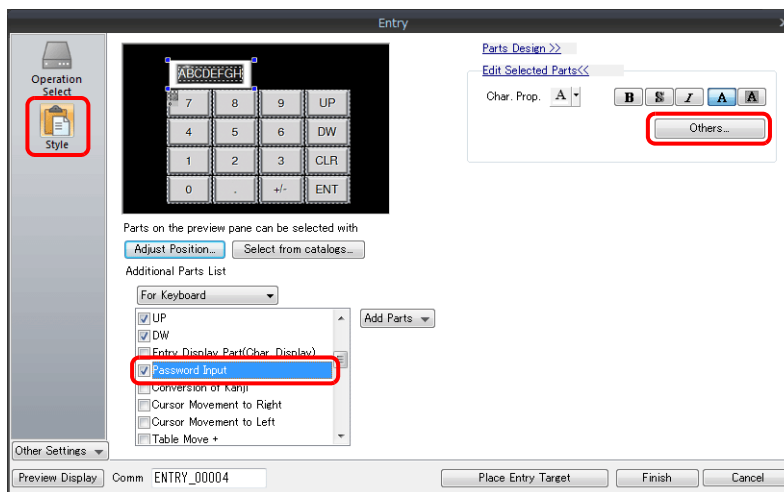 Entry
Operation
Select
Style
ABCDEFGH
7 8 9 UP
4 5 6 DW
1 2 3 CLR
0 . +/- ENT
Parts on the preview pane can be selected with
Adjust Position... Select from catalogs...
Additional Parts List
For Keyboard
UP
DW
Entry Display Part(Char. Display)
Password Input
Conversion of Kanji
Cursor Movement to Right
Cursor Movement to Left
Table Move +
Add Parts
Parts Design >>
Edit Selected Parts<<
Char. Prop. A B S I A A
Others...
Other Settings
Preview Display Comm ENTRY_00004 Place Entry Target Finish Cancel